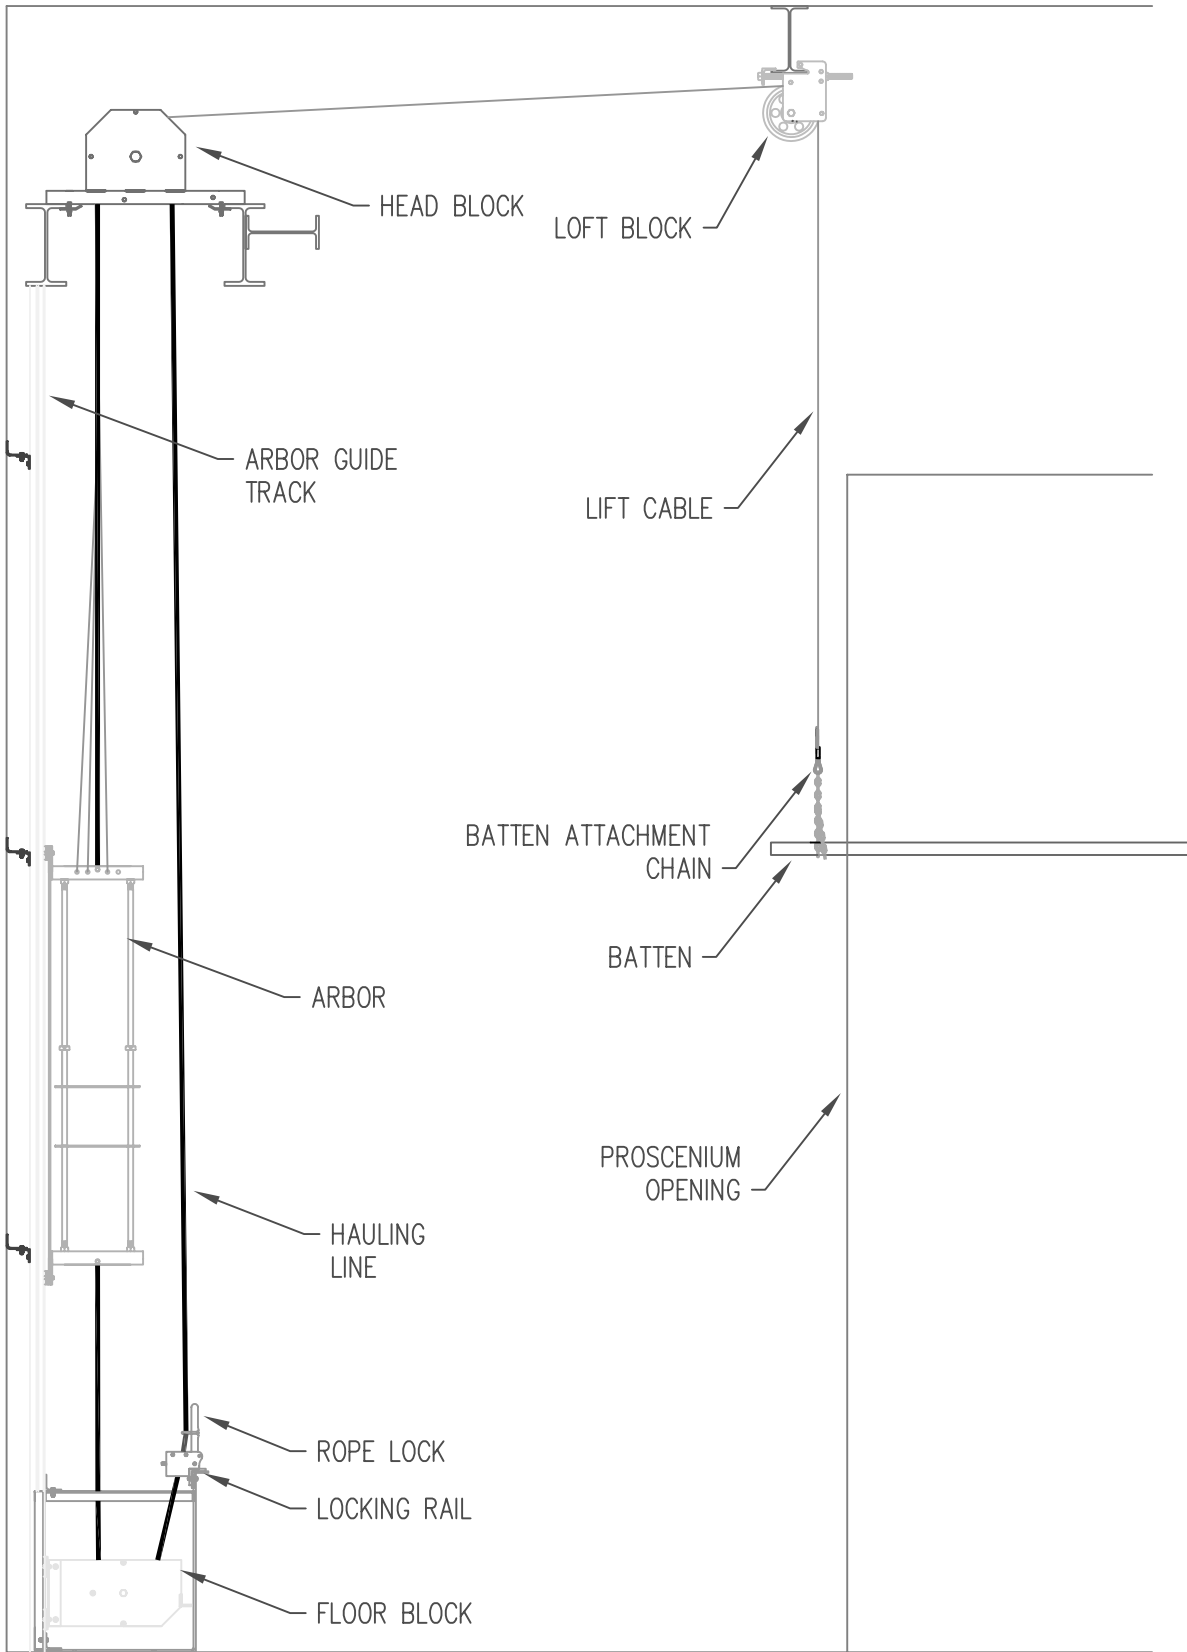 HEAD BLOCK
LOFT BLOCK
ARBOR GUIDE
TRACK
LIFT CABLE
BATTEN ATTACHMENT
CHAIN
BATTEN
ARBOR
PROSCENIUM
OPENING
HAULING
LINE
ROPE LOCK
LOCKING RAIL
FLOOR BLOCK